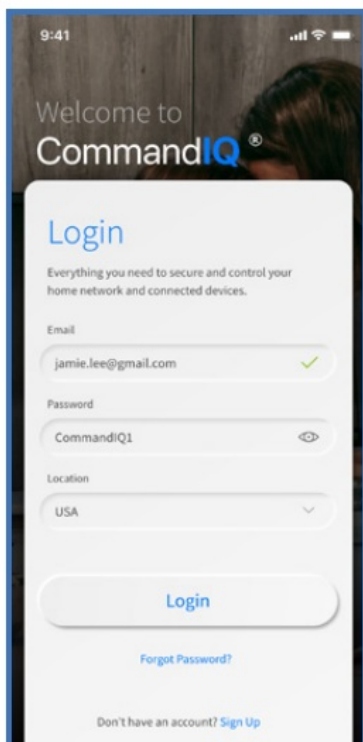 9:41
Welcome to
CommandIQ ®
Login
Everything you need to secure and control your
home network and connected devices.
Email
jamie.lee@gmail.com
Password
CommandIQ1
Location
USA
Login
Forgot Password?
Don't have an account? Sign Up